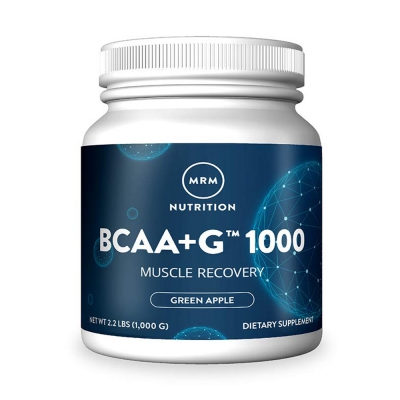 MRM
NUTRITION
BCAA+G™ 1000
MUSCLE RECOVERY
GREEN APPLE
NET WT 2.2 LBS (1,000 G)
DIETARY SUPPLEMENT